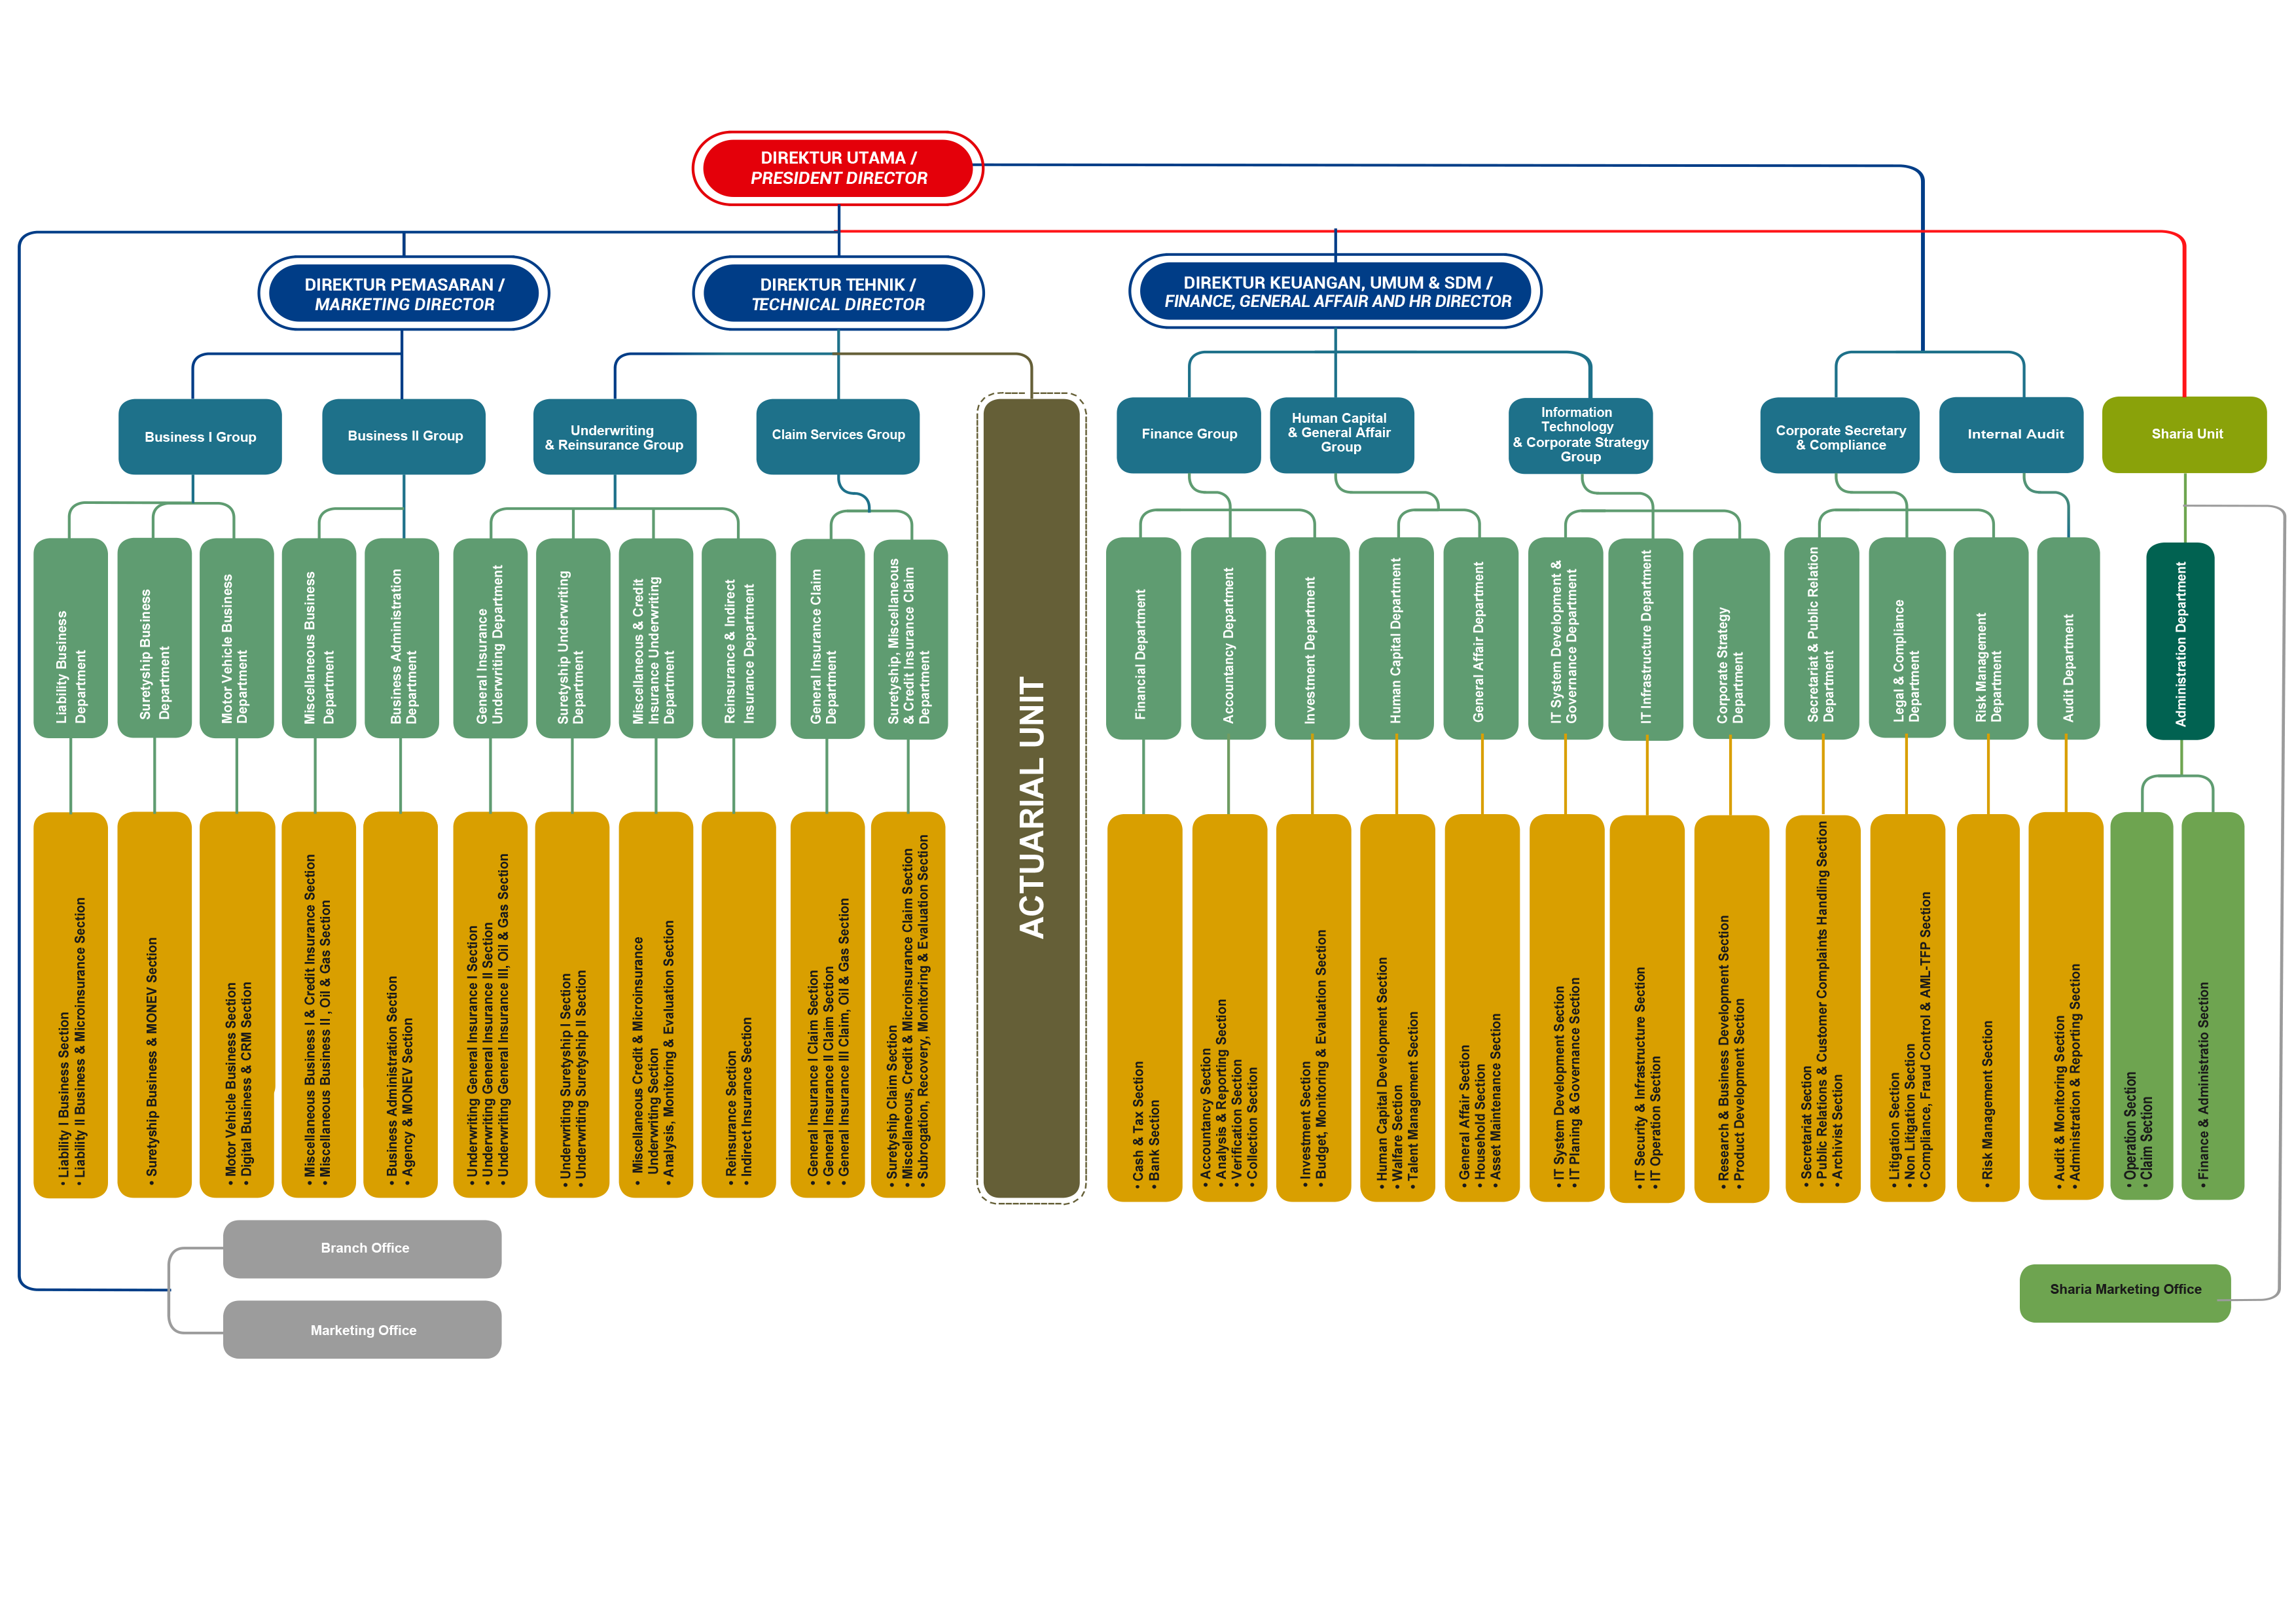 DIREKTUR UTAMA /
PRESIDENT DIRECTOR
DIREKTUR PEMASARAN /
MARKETING DIRECTOR
DIREKTUR TEHNIK /
TECHNICAL DIRECTOR
DIREKTUR KEUANGAN, UMUM & SDM /
FINANCE, GENERAL AFFAIR AND HR DIRECTOR
Business I Group
Business II Group
Underwriting
& Reinsurance Group
Claim Services Group
Finance Group
Human Capital
& General Affair
Group
Information
Technology
& Corporate Strategy
Group
Corporate Secretary
& Compliance
Internal Audit
Sharia Unit
Liability Business
Department
Suretyship Business
Department
Motor Vehicle Business
Department
Miscellaneous Business
Department
Business Administration
Department
General Insurance
Underwriting Department
Suretyship Underwriting
Department
Miscellaneous & Credit
Insurance Underwriting
Department
Reinsurance & Indirect
Insurance Department
General Insurance Claim
Department
Suretyship, Miscellaneous
& Credit Insurance Claim
Department
ACTUARIAL UNIT
Financial Department
Accountancy Department
Investment Department
Human Capital Department
General Affair Department
IT System Development &
Governance Department
IT Infrastructure Department
Corporate Strategy
Department
Secretariat & Public Relation
Department
Legal & Compliance
Department
Risk Management
Department
Audit Department
Administration Department
• Liability I Business Section
• Liability II Business & Microinsurance Section
• Suretyship Business & MONEV Section
• Motor Vehicle Business Section
• Digital Business & CRM Section
• Miscellaneous Business I & Credit Insurance Section
• Miscellaneous Business II , Oil & Gas Section
• Business Administration Section
• Agency & MONEV Section
• Underwriting General Insurance I Section
• Underwriting General Insurance II Section
• Underwriting General Insurance III, Oil & Gas Section
• Underwriting Suretyship I Section
• Underwriting Suretyship II Section
• Miscellaneous Credit & Microinsurance
Underwriting Section
• Analysis, Monitoring & Evaluation Section
• Reinsurance Section
• Indirect Insurance Section
• General Insurance I Claim Section
• General Insurance II Claim Section
• General Insurance III Claim, Oil & Gas Section
• Suretyship Claim Section
• Miscellaneous, Credit & Microinsurance Claim Section
• Subrogation, Recovery, Monitoring & Evaluation Section
• Cash & Tax Section
• Bank Section
• Accountancy Section
• Analysis & Reporting Section
• Verification Section
• Collection Section
• Investment Section
• Budget, Monitoring & Evaluation Section
• Human Capital Development Section
• Walfare Section
• Talent Management Section
• General Affair Section
• Household Section
• Asset Maintenance Section
• IT System Development Section
• IT Planing & Governance Section
• IT Security & Infrastructure Section
• IT Operation Section
• Research & Business Development Section
• Product Development Section
• Secretariat Section
• Public Relations & Customer Complaints Handling Section
• Archivist Section
• Litigation Section
• Non Litigation Section
• Compliance, Fraud Control & AML-TFP Section
• Risk Management Section
• Audit & Monitoring Section
• Administration & Reporting Section
• Operation Section
• Claim Section
• Finance & Administratio Section
Branch Office
Marketing Office
Sharia Marketing Office